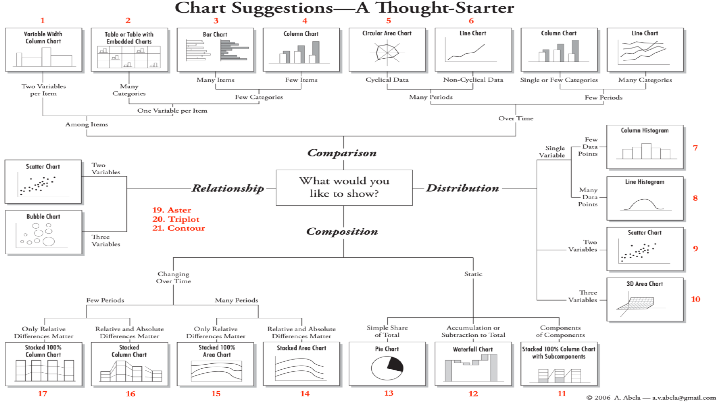 Chart Suggestions—A Thought-Starter
1
2
3
4
5
6
Variable Width
Column Chart
Table or Table with
Embedded Charts
Bar Chart
Column Chart
Circular Area Chart
Line Chart
Column Chart
Line Chart
Two Variables
per Item
Many
Categories
Many Items
Few Items
Cyclical Data
Non-Cyclical Data
Single or Few Categories
Many Categories
Few Categories
Many Periods
Few Periods
One Variable per Item
Among Items
Over Time
Comparison
What would you
like to show?
Relationship
Scatter Chart
Two
Variables
Bubble Chart
Three
Variables
19. Aster
20. Triplot
21. Contour
Distribution
Single
Variable
Few
Data
Points
Column Histogram
7
Many
Data
Points
Line Histogram
8
Two
Variables
Scatter Chart
9
Three
Variables
3D Area Chart
10
Composition
Changing
Over Time
Static
Few Periods
Many Periods
Only Relative
Differences Matter
Relative and Absolute
Differences Matter
Only Relative
Differences Matter
Relative and Absolute
Differences Matter
Simple Share
of Total
Accumulation or
Subtraction to Total
Components
of Components
Stacked 100%
Column Chart
Stacked
Column Chart
Stacked 100%
Area Chart
Stacked Area Chart
Pie Chart
Waterfall Chart
Stacked 100% Column Chart
with Subcomponents
17
16
15
14
13
12
11
© 2006 A. Abela — a.v.abela@gmail.com